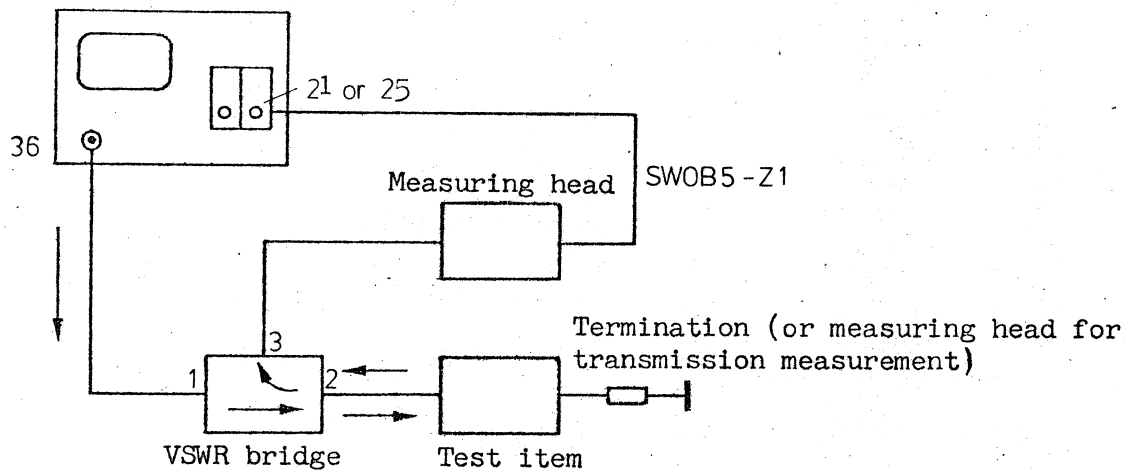 21 or 25
36
Measuring head
SWOB5-Z1
Termination (or measuring head for
transmission measurement)
3
1
2
VSWR bridge
Test item